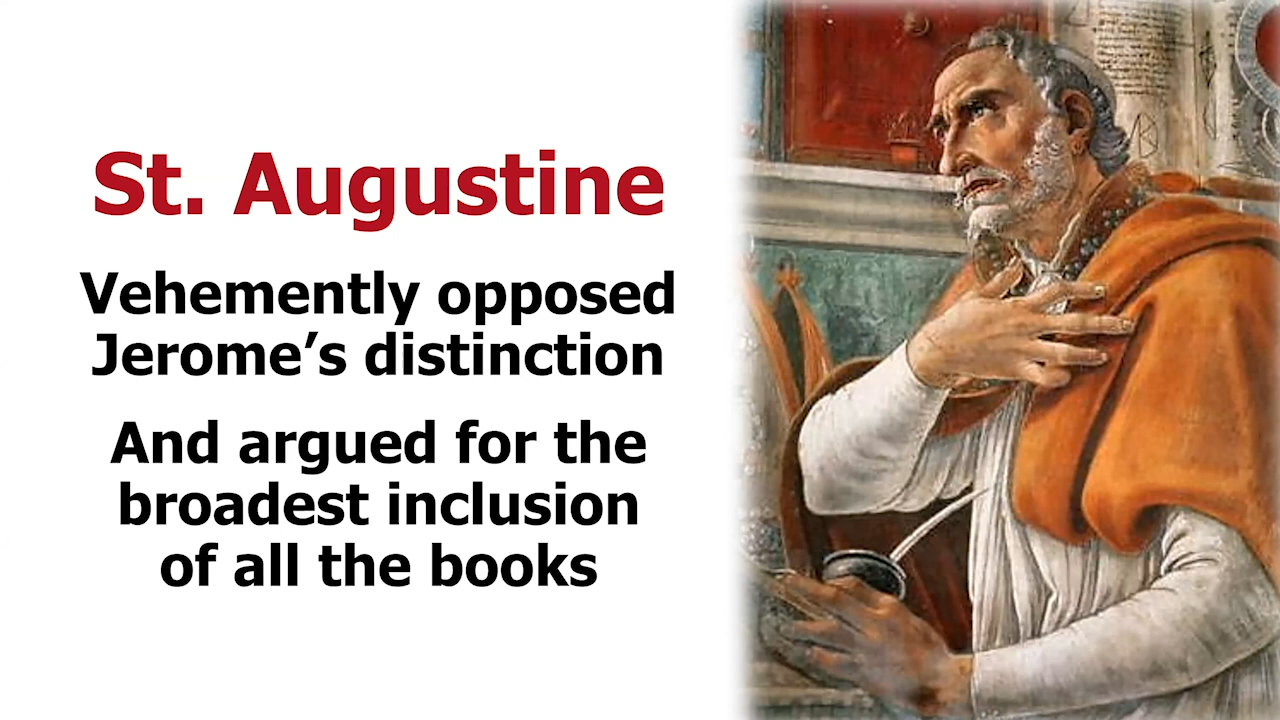 St. Augustine
Vehemently opposed
Jerome’s distinction
And argued for the
broadest inclusion
of all the books